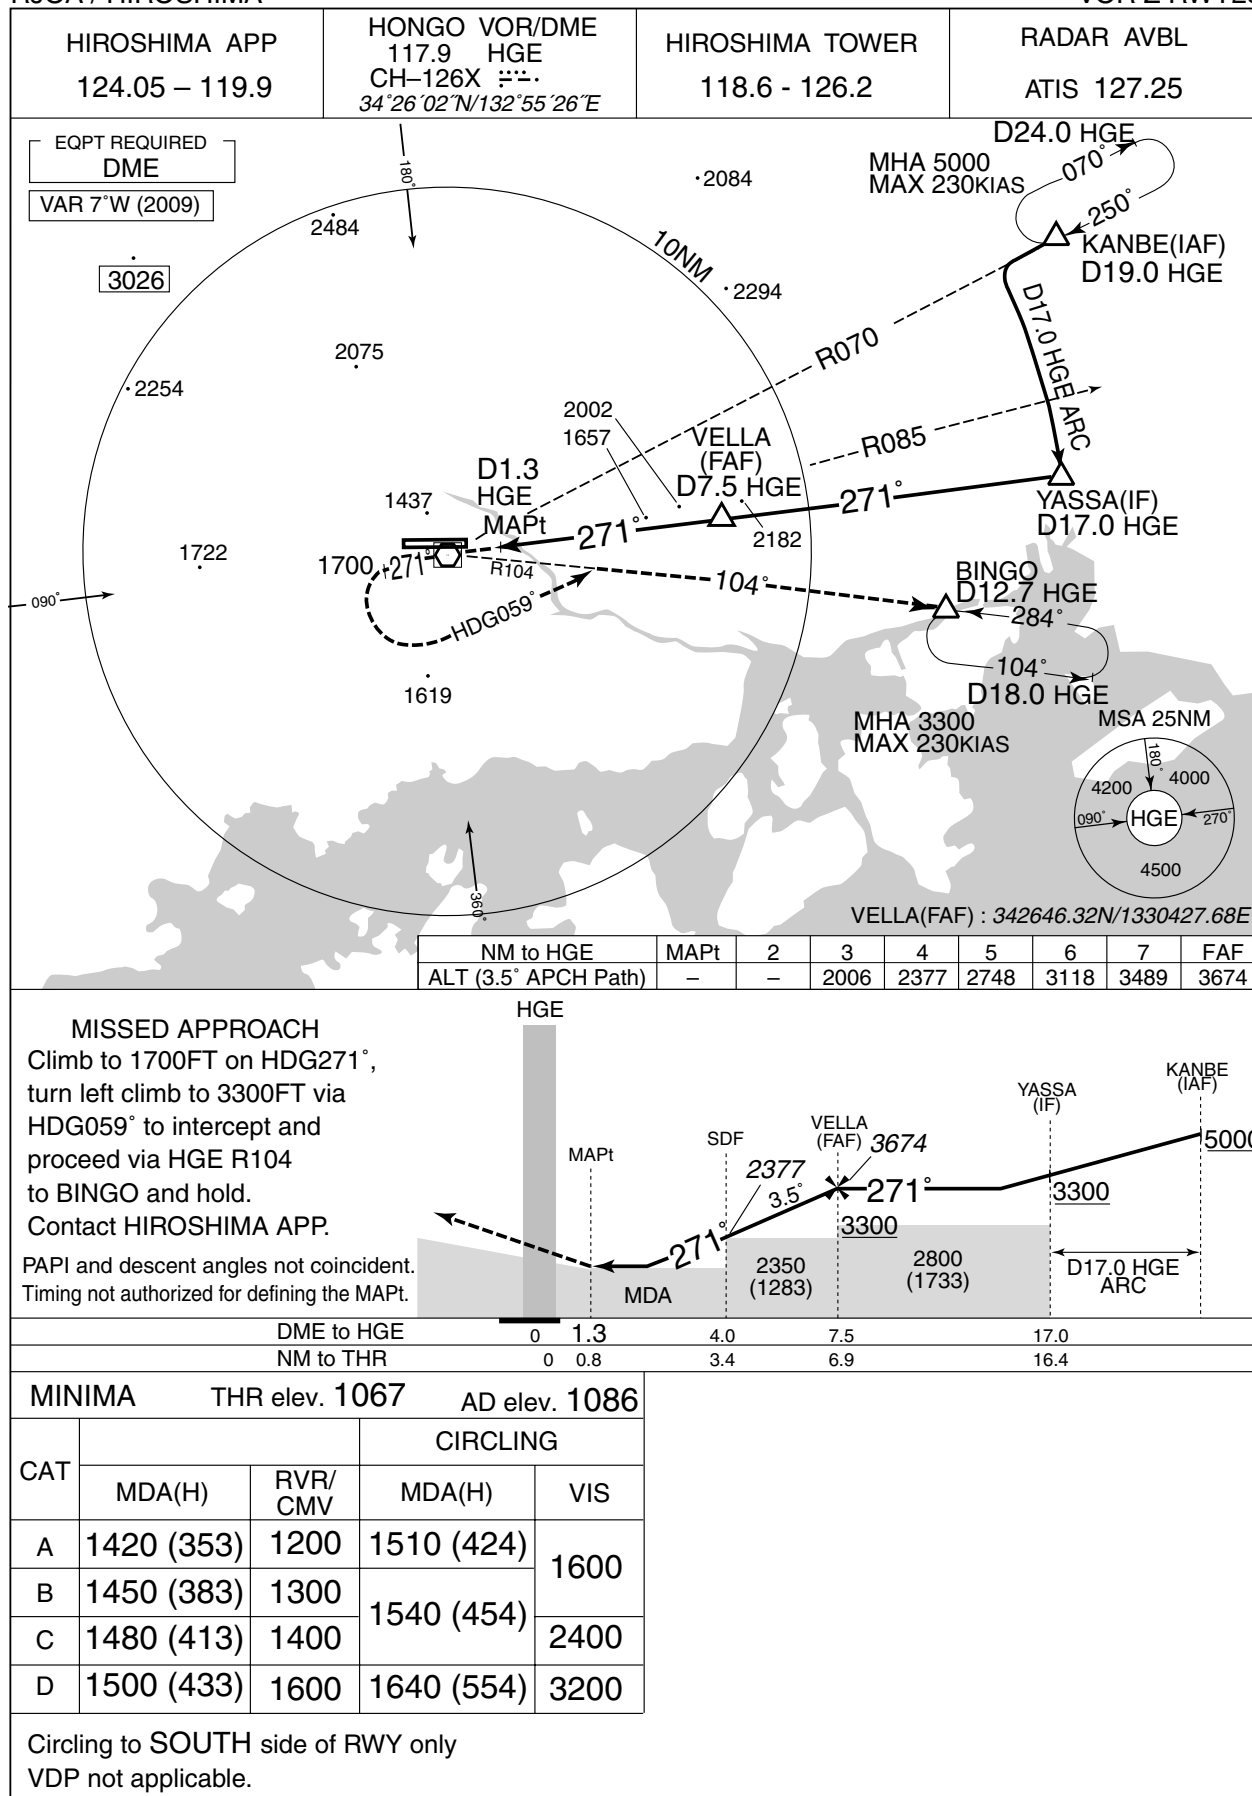 HIROSHIMA APP
124.05 – 119.9
HONGO VOR/DME
117.9 HGE
CH–126X
34°26´02˝N/132°55´26˝E
HIROSHIMA TOWER
118.6 - 126.2
RADAR AVBL
ATIS 127.25
EQPT REQUIRED
DME
VAR 7°W (2009)
3026
180°
2484
2084
10NM
2294
2075
2254
MHA 5000
MAX 230KIAS
D24.0 HGE
070°
250°
KANBE(IAF)
D19.0 HGE
D17.0 HGE ARC
R070
R085
2002
1657
VELLA
(FAF)
D7.5 HGE
D1.3
HGE
MAPt
1437
271°
271°
2182
YASSA(IF)
D17.0 HGE
1722
1700
271°
R104
104°
HDG059°
090°
BINGO
D12.7 HGE
284°
104°
D18.0 HGE
1619
MHA 3300
MAX 230KIAS
MSA 25NM
180°
4200
4000
090°
HGE
270°
4500
360°
VELLA(FAF) : 342646.32N/1330427.68E
NM to HGE MAPt 2 3 4 5 6 7 FAF
ALT (3.5° APCH Path) – – 2006 2377 2748 3118 3489 3674
MISSED APPROACH
Climb to 1700FT on HDG271°,
turn left climb to 3300FT via
HDG059° to intercept and
proceed via HGE R104
to BINGO and hold.
Contact HIROSHIMA APP.
PAPI and descent angles not coincident.
Timing not authorized for defining the MAPt.
HGE
MAPt
SDF
VELLA
(FAF)
YASSA
(IF)
KANBE
(IAF)
2377
3674
3.5°
271°
271°
3300
3300
2350
(1283)
2800
(1733)
MDA
D17.0 HGE
ARC
DME to HGE 0 1.3 4.0 7.5 17.0
NM to THR 0 0.8 3.4 6.9 16.4
MINIMA THR elev. 1067 AD elev. 1086
CAT
CIRCLING
MDA(H) RVR/CMV MDA(H) VIS
A 1420 (353) 1200 1510 (424) 1600
B 1450 (383) 1300 1540 (454)
C 1480 (413) 1400 2400
D 1500 (433) 1600 1640 (554) 3200
Circling to SOUTH side of RWY only
VDP not applicable.